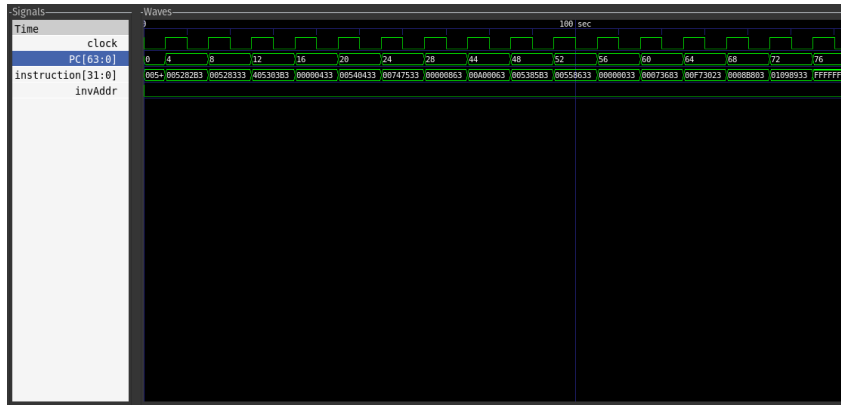 Signals
Waves
Time
100 sec
clock
PC[63:0] 0 4 8 12 16 20 24 28 44 48 52 56 60 64 68 72 76
instruction[31:0] 005+ 005282B3 00528333 405303B3 00000433 00540433 00747533 00000863 00A00063 005385B3 00558633 00000033 00073683 00F73023 0008B803 01098933 FFFFFF
invAddr